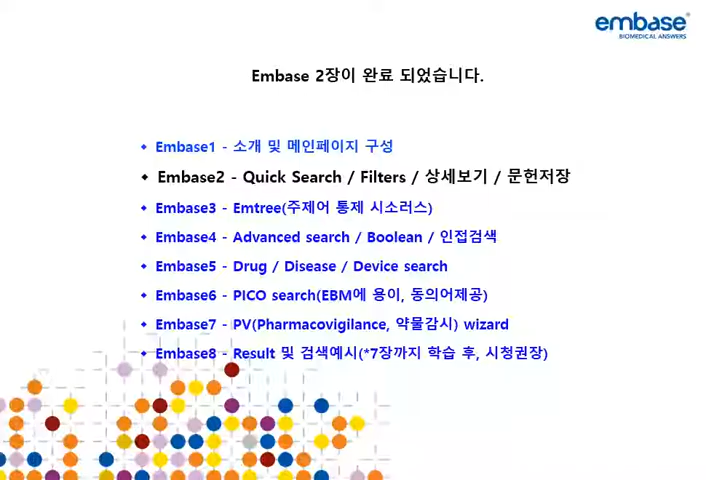 embase®
BIOMEDICAL ANSWERS
Embase 2장이 완료 되었습니다.
Embase1 - 소개 및 메인페이지 구성
Embase2 - Quick Search / Filters / 상세보기 / 문헌저장
Embase3 - Emtree(주제어 통제 시소러스)
Embase4 - Advanced search / Boolean / 인접검색
Embase5 - Drug / Disease / Device search
Embase6 - PICO search(EBM에 용이, 동의어제공)
Embase7 - PV(Pharmacovigilance, 약물감시) wizard
Embase8 - Result 및 검색예시(*7장까지 학습 후, 시청권장)